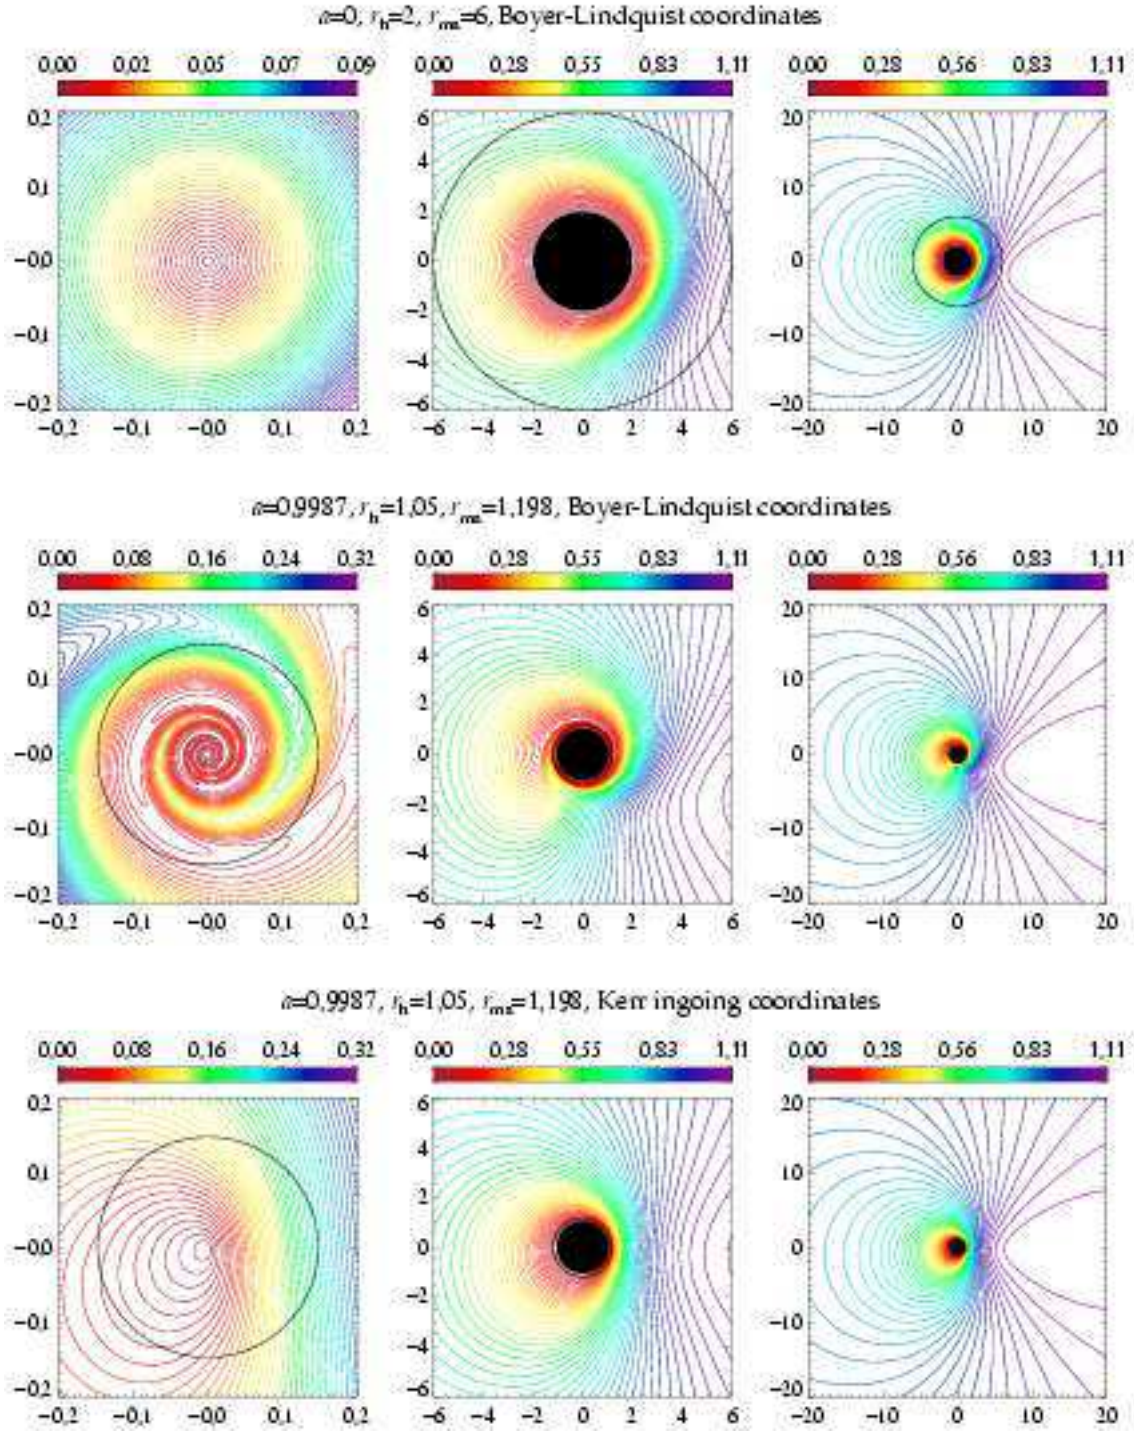 a=0, r_h=2, r_ms=6, Boyer-Lindquist coordinates
0.00 0.02 0.05 0.07 0.09 0.00 0.28 0.55 0.83 1.11 0.00 0.28 0.56 0.83 1.11
0.2 6 20
0.1 4 10
2
−0.0 0 0
−2
−0.1 −4 −10
−0.2 −6 −20
−0.2 −0.1 −0.0 0.1 0.2 −6 −4 −2 0 2 4 6 −20 −10 0 10 20
a=0.9987, r_h=1.05, r_ms=1.198, Boyer-Lindquist coordinates
0.00 0.08 0.16 0.24 0.32 0.00 0.28 0.55 0.83 1.11 0.00 0.28 0.56 0.83 1.11
0.2 6 20
0.1 4 10
2
−0.0 0 0
−2
−0.1 −4 −10
−0.2 −6 −20
−0.2 −0.1 −0.0 0.1 0.2 −6 −4 −2 0 2 4 6 −20 −10 0 10 20
a=0.9987, r_h=1.05, r_ms=1.198, Kerr ingoing coordinates
0.00 0.08 0.16 0.24 0.32 0.00 0.28 0.55 0.83 1.11 0.00 0.28 0.56 0.83 1.11
0.2 6 20
0.1 4 10
2
−0.0 0 0
−2
−0.1 −4 −10
−0.2 −6 −20
−0.2 −0.1 −0.0 0.1 0.2 −6 −4 −2 0 2 4 6 −20 −10 0 10 20